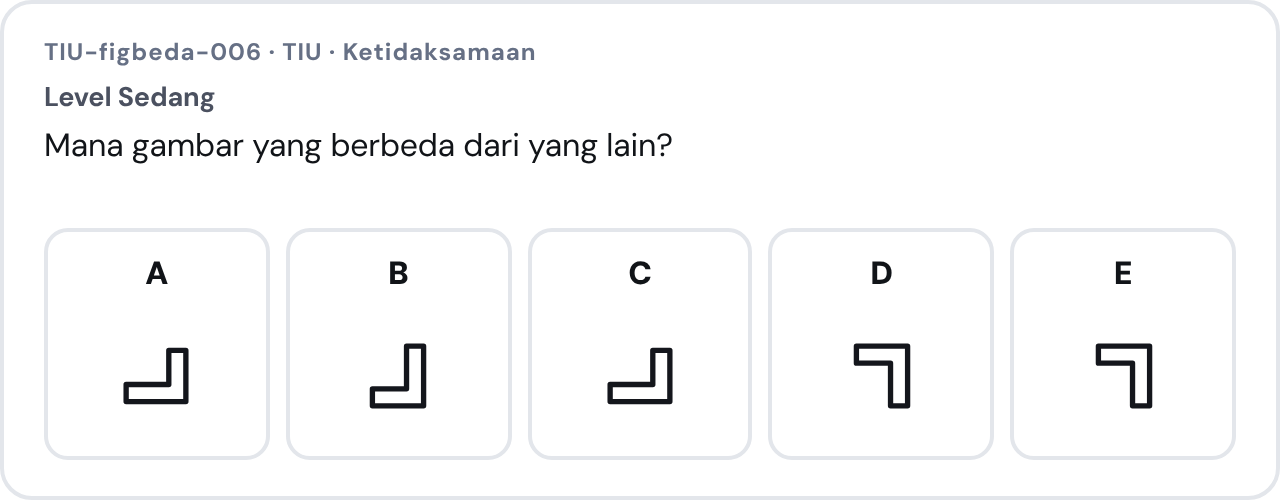 TIU-figbeda-006 · TIU · Ketidaksamaan
Level Sedang
Mana gambar yang berbeda dari yang lain?
A B C D E